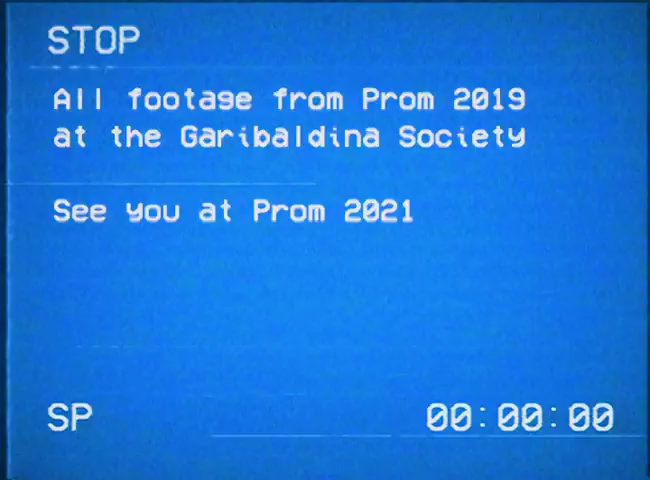 STOP
All footage from Prom 2019
at the Garibaldina Society
See you at Prom 2021
SP
00:00:00